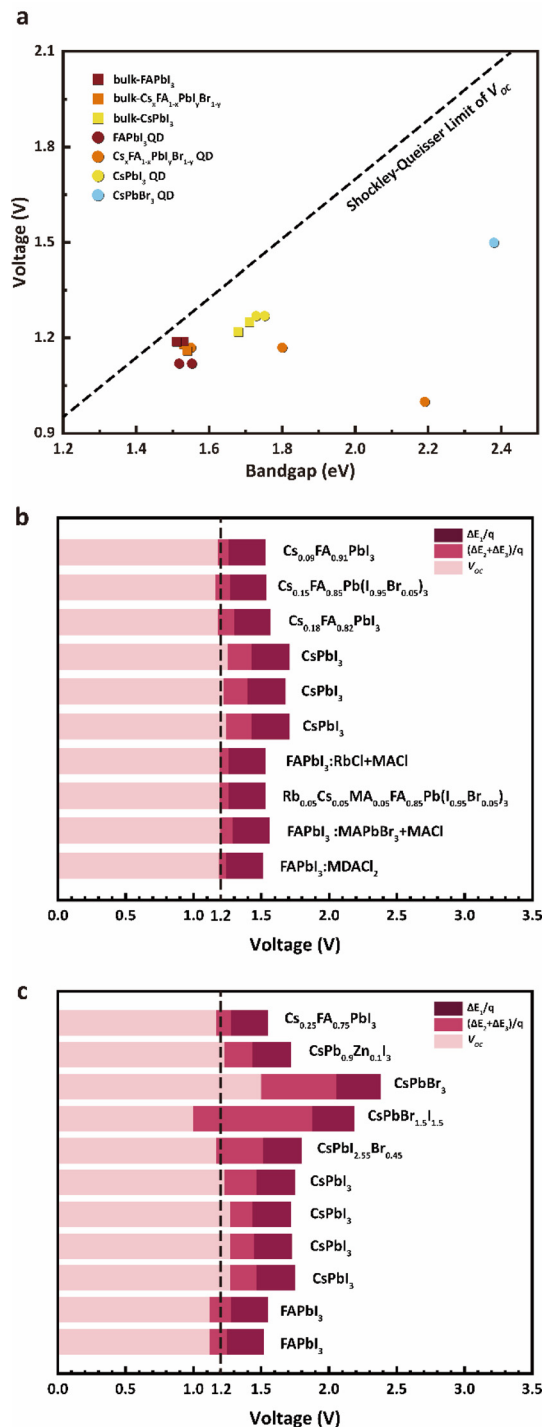 a
2.1
1.8
1.5
1.2
0.9
Voltage (V)
bulk-FAPbI₃
bulk-CsₓFA₁₋ₓPbIᵧBr₁₋ᵧ
bulk-CsPbI₃
FAPbI₃QD
CsₓFA₁₋ₓPbIᵧBr₁₋ᵧ QD
CsPbI₃ QD
CsPbBr₃ QD
Shockley-Queisser Limit of V_OC
1.2 1.4 1.6 1.8 2.0 2.2 2.4
Bandgap (eV)
b
ΔE₁/q
(ΔE₂+ΔE₃)/q
V_OC
Cs₀.₀₉FA₀.₉₁PbI₃
Cs₀.₁₅FA₀.₈₅Pb(I₀.₉₅Br₀.₀₅)₃
Cs₀.₁₈FA₀.₈₂PbI₃
CsPbI₃
CsPbI₃
CsPbI₃
FAPbI₃:RbCl+MACl
Rb₀.₀₅Cs₀.₀₅MA₀.₀₅FA₀.₈₅Pb(I₀.₉₅Br₀.₀₅)₃
FAPbI₃ :MAPbBr₃+MACl
FAPbI₃:MDACl₂
0.0 0.5 1.0 1.2 1.5 2.0 2.5 3.0 3.5
Voltage (V)
c
ΔE₁/q
(ΔE₂+ΔE₃)/q
V_OC
Cs₀.₂₅FA₀.₇₅PbI₃
CsPb₀.₉Zn₀.₁I₃
CsPbBr₃
CsPbBr₁.₅I₁.₅
CsPbI₂.₅₅Br₀.₄₅
CsPbI₃
CsPbI₃
CsPbI₃
CsPbI₃
FAPbI₃
FAPbI₃
0.0 0.5 1.0 1.2 1.5 2.0 2.5 3.0 3.5
Voltage (V)